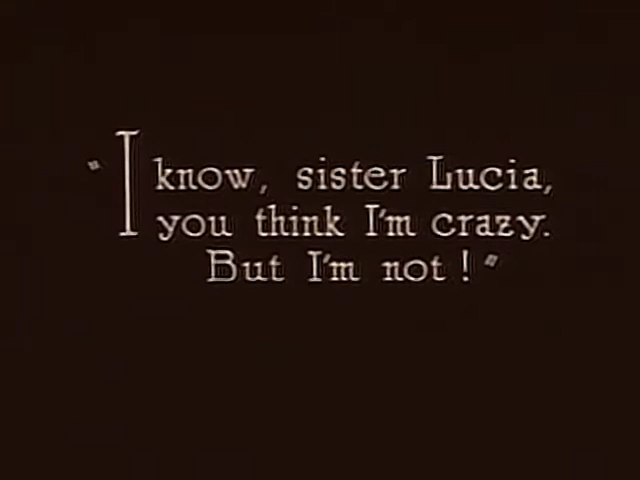 "I know, sister Lucia,
you think I'm crazy.
But I'm not!"